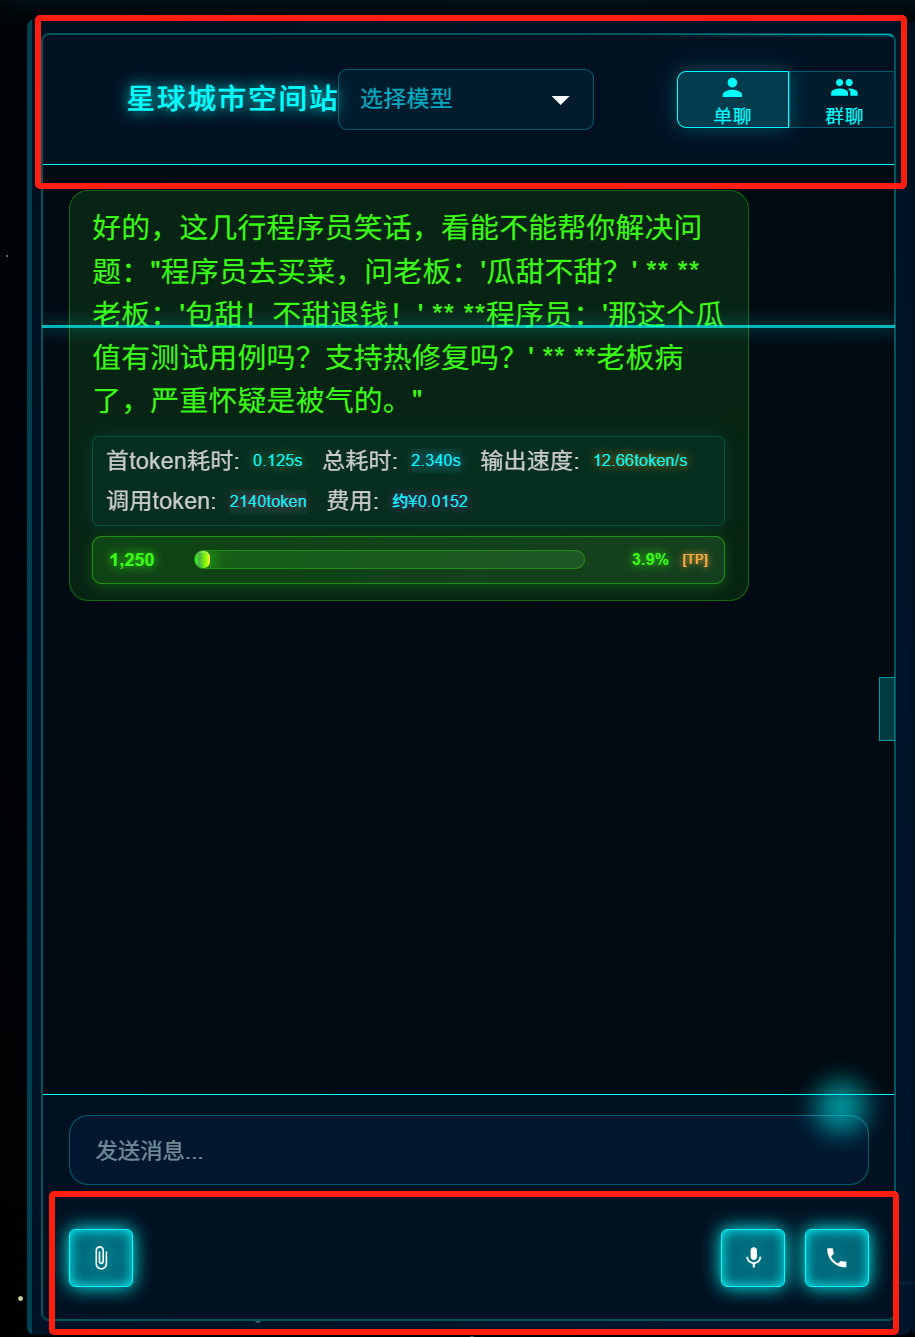 星球城市空间站
选择模型
单聊
群聊
好的，这几行程序员笑话，看能不能帮你解决问
题："程序员去买菜，问老板：'瓜甜不甜？' ** **
老板：'包甜！不甜退钱！' ** **程序员：'那这个瓜
值有测试用例吗？支持热修复吗？' ** **老板病
了，严重怀疑是被气的。"
首token耗时: 0.125s 总耗时: 2.340s 输出速度: 12.66token/s
调用token: 2140token 费用: 约¥0.0152
1,250 3.9% [TP]
发送消息...